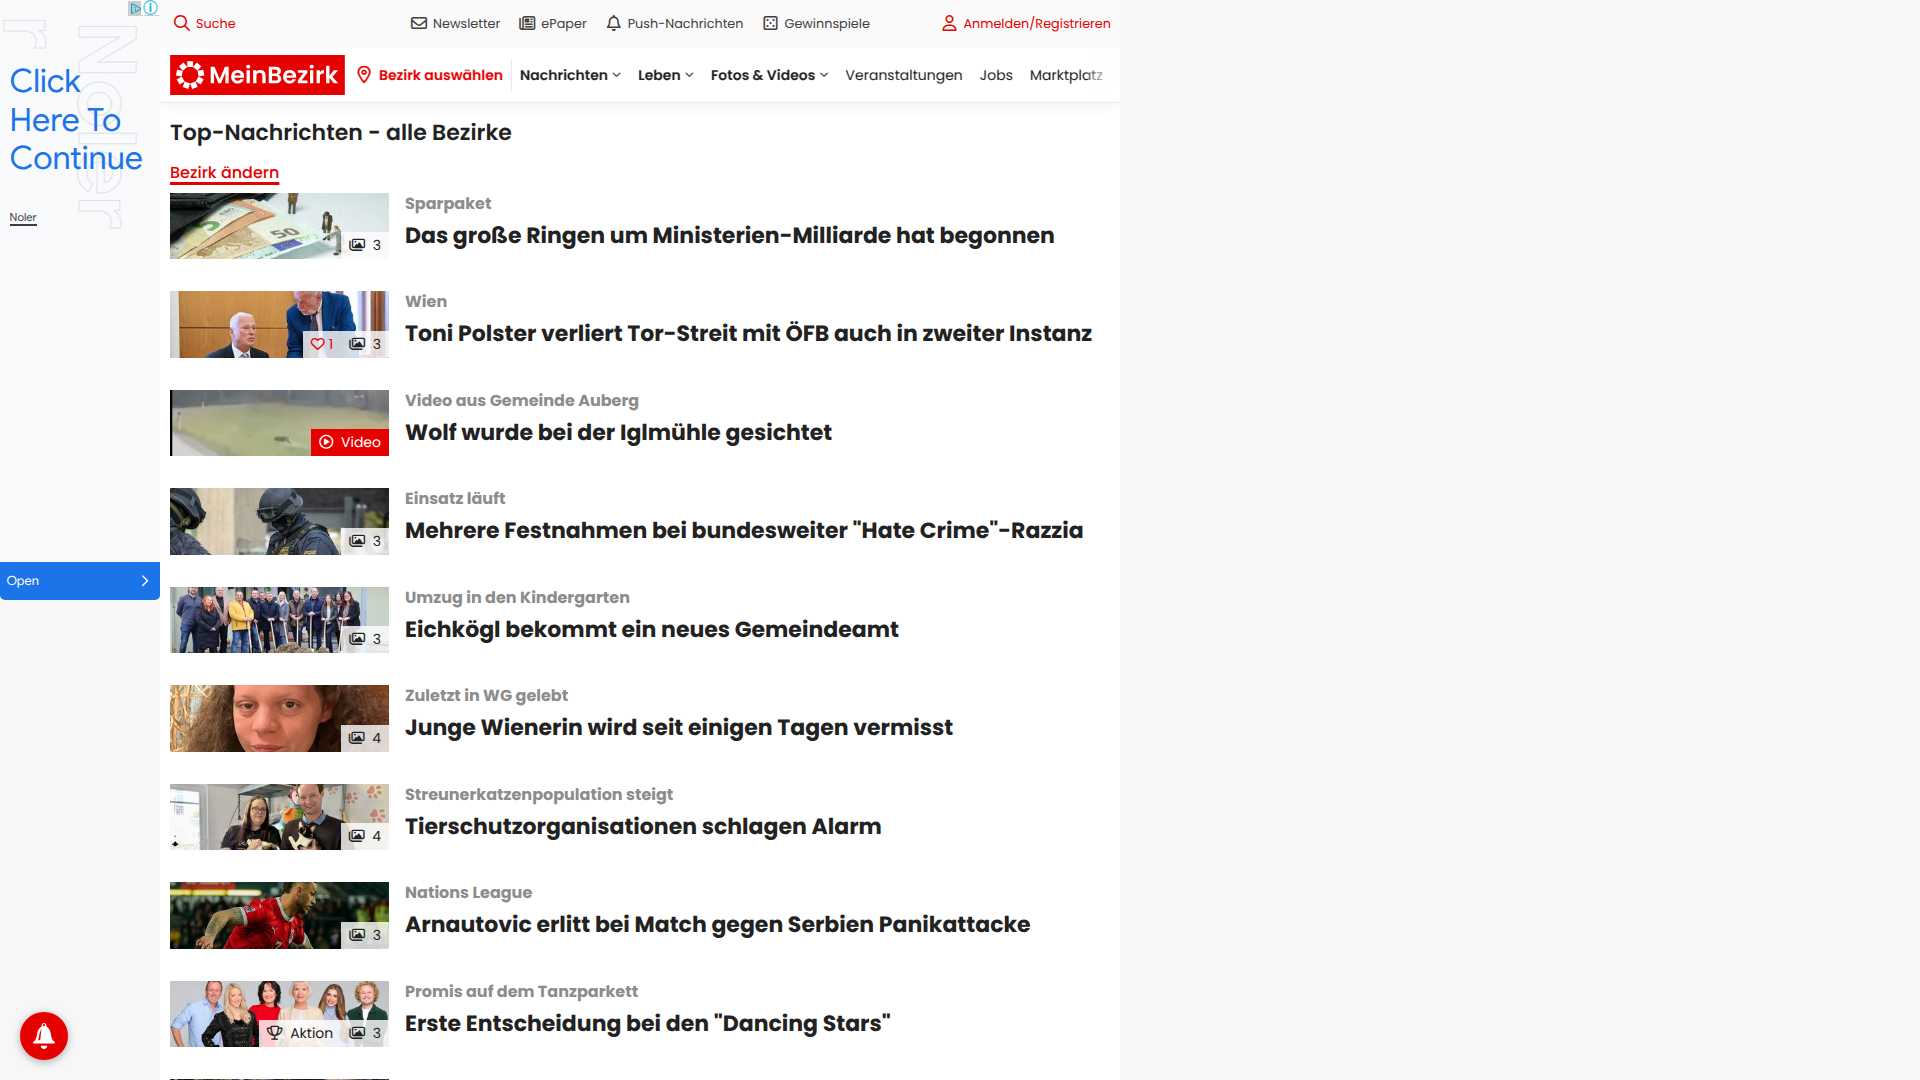 Suche
Newsletter
ePaper
Push-Nachrichten
Gewinnspiele
Anmelden/Registrieren
MeinBezirk
Bezirk auswählen
Nachrichten
Leben
Fotos & Videos
Veranstaltungen
Jobs
Marktplatz
Noler
r
Click
Here To
Continue
Noler
Open
Top-Nachrichten - alle Bezirke
Bezirk ändern
Sparpaket
Das große Ringen um Ministerien-Milliarde hat begonnen
50
3
Wien
Toni Polster verliert Tor-Streit mit ÖFB auch in zweiter Instanz
1
3
Video aus Gemeinde Auberg
Wolf wurde bei der Iglmühle gesichtet
Video
Einsatz läuft
Mehrere Festnahmen bei bundesweiter "Hate Crime"-Razzia
3
Umzug in den Kindergarten
Eichkögl bekommt ein neues Gemeindeamt
3
Zuletzt in WG gelebt
Junge Wienerin wird seit einigen Tagen vermisst
4
Streunerkatzenpopulation steigt
Tierschutzorganisationen schlagen Alarm
4
Nations League
Arnautovic erlitt bei Match gegen Serbien Panikattacke
3
Promis auf dem Tanzparkett
Erste Entscheidung bei den "Dancing Stars"
Aktion
3